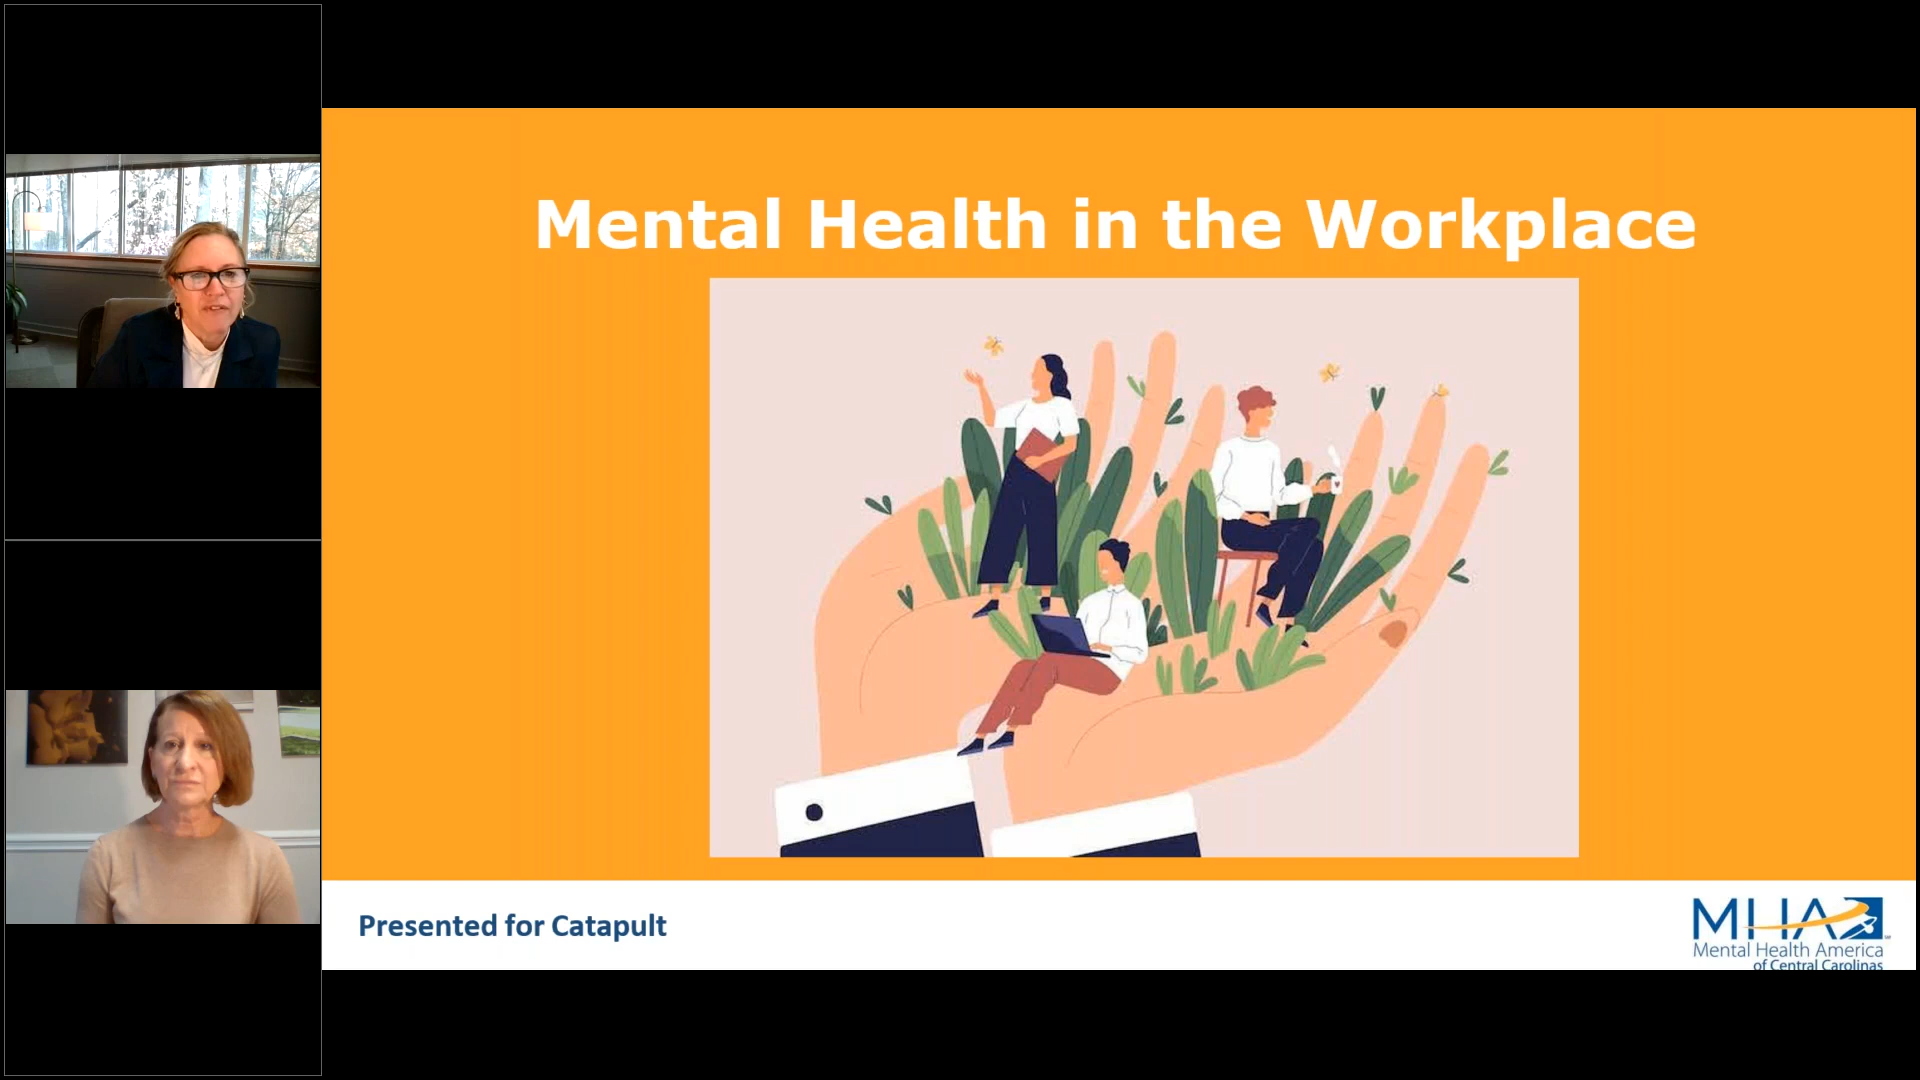 Mental Health in the Workplace
Presented for Catapult
MHA
Mental Health America
of Central Carolinas